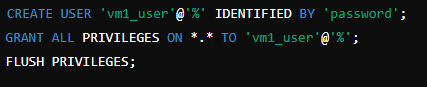 CREATE USER 'vm1_user'@'%' IDENTIFIED BY 'password';
GRANT ALL PRIVILEGES ON *.* TO 'vm1_user'@'%';
FLUSH PRIVILEGES;